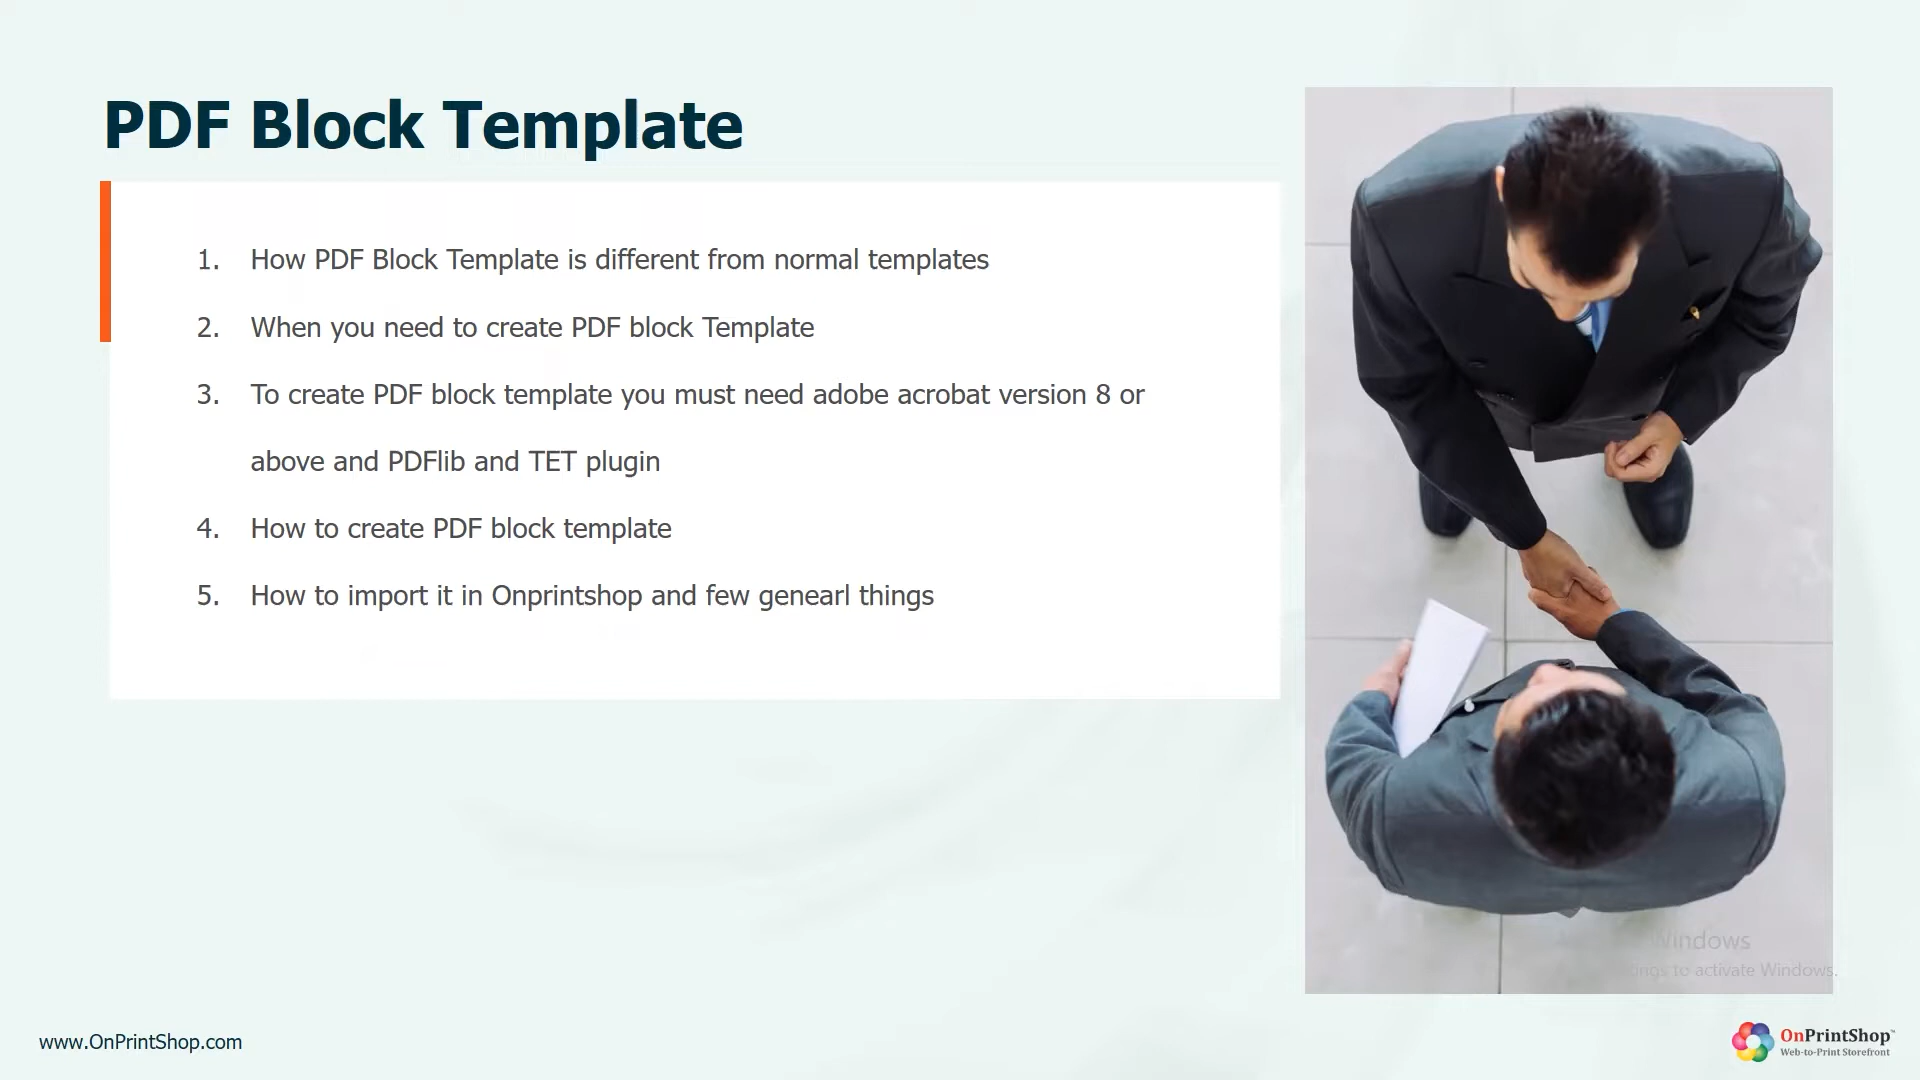 PDF Block Template
1. How PDF Block Template is different from normal templates
2. When you need to create PDF block Template
3. To create PDF block template you must need adobe acrobat version 8 or
above and PDFlib and TET plugin
4. How to create PDF block template
5. How to import it in Onprintshop and few genearl things
Windows
to activate Windows.
www.OnPrintShop.com
OnPrintShop™
Web-to-Print Storefront